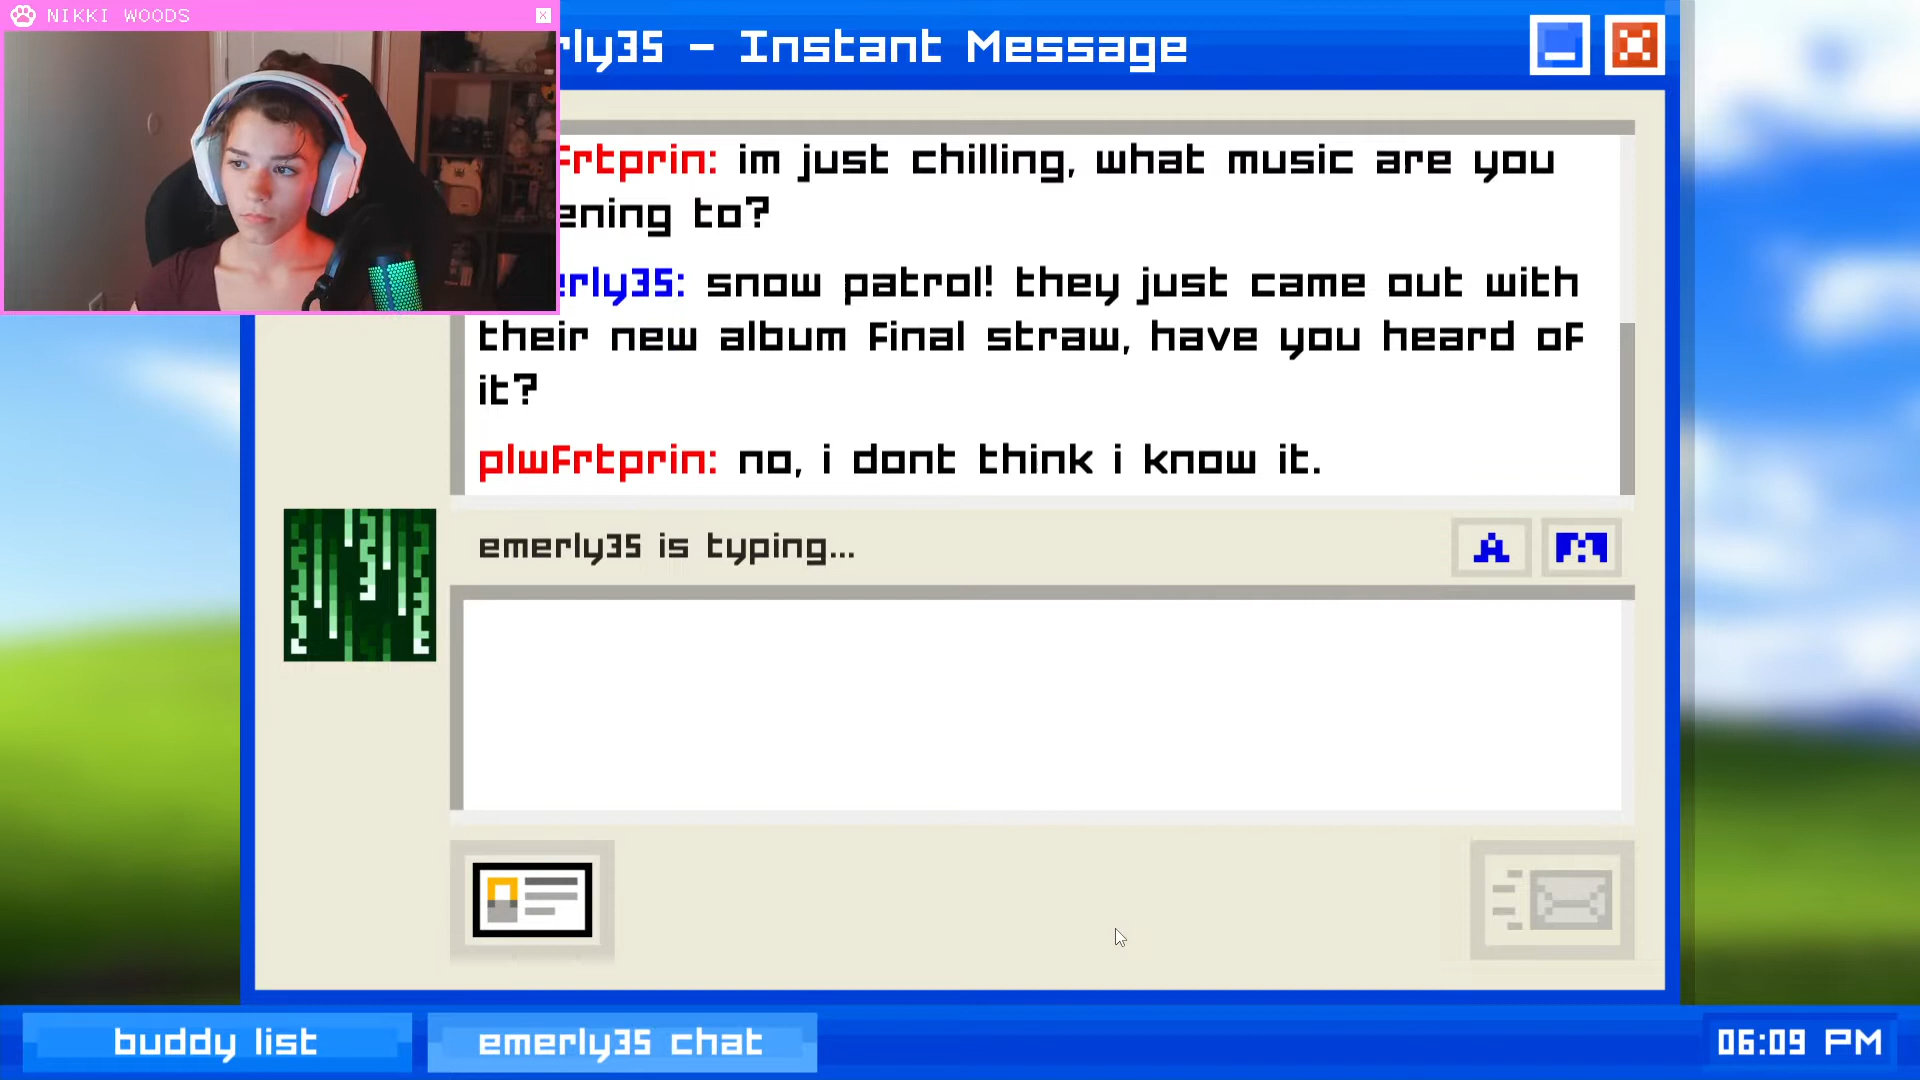 NIKKI WOODS
rly35 - Instant Message
frtprin: im just chilling, what music are you
ening to?
erly35: snow patrol! they just came out with
their new album final straw, have you heard of
it?
plwfrtprin: no, i dont think i know it.
emerly35 is typing...
A
buddy list
emerly35 chat
06:09 PM